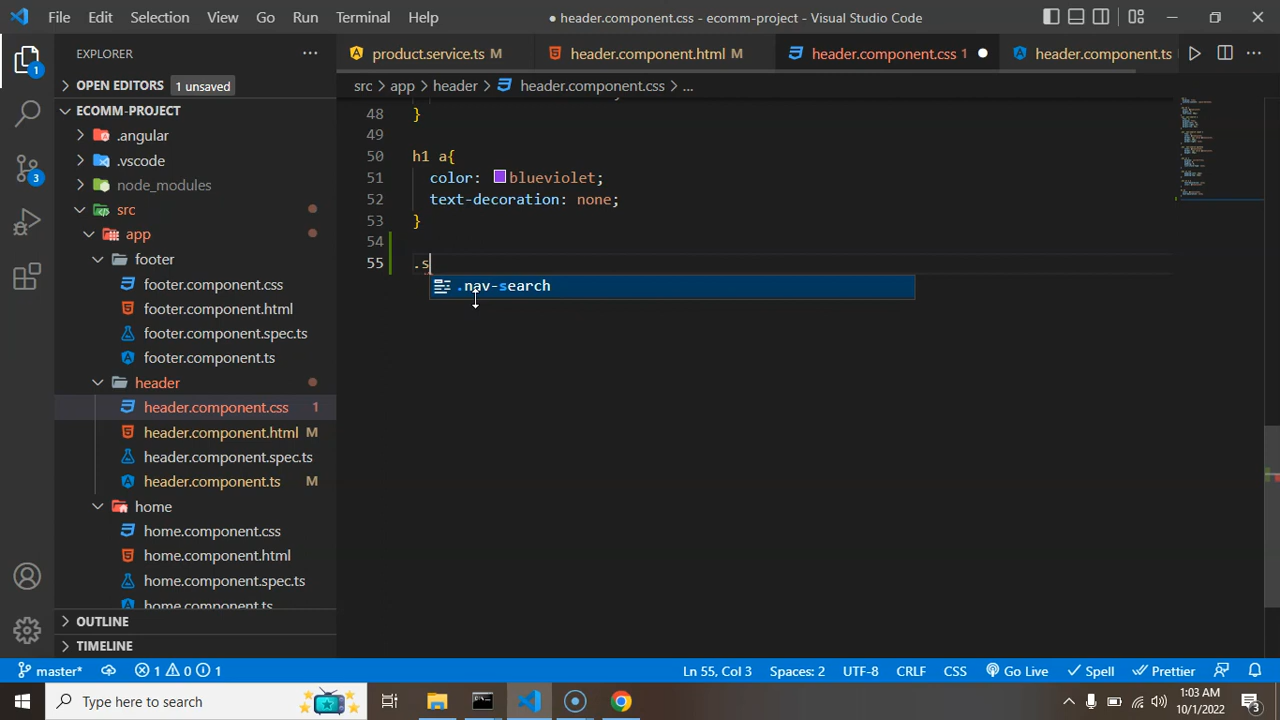 File Edit Selection View Go Run Terminal Help
● header.component.css - ecomm-project - Visual Studio Code
EXPLORER
product.service.ts M
header.component.html M
header.component.css 1
header.component.ts
OPEN EDITORS 1 unsaved
src > app > header > header.component.css > ...
ECOMM-PROJECT
.angular
.vscode
node_modules
src
app
footer
footer.component.css
footer.component.html
footer.component.spec.ts
footer.component.ts
header
header.component.css 1
header.component.html M
header.component.spec.ts
header.component.ts M
home
home.component.css
home.component.html
home.component.spec.ts
home.component.ts
OUTLINE
TIMELINE
48 }
49
50 h1 a{
51 color: blueviolet;
52 text-decoration: none;
53 }
54
55 .s
.nav-search
1
3
master* 1 0 1 Ln 55, Col 3 Spaces: 2 UTF-8 CRLF CSS Go Live Spell Prettier
Type here to search
1:03 AM
10/1/2022
3